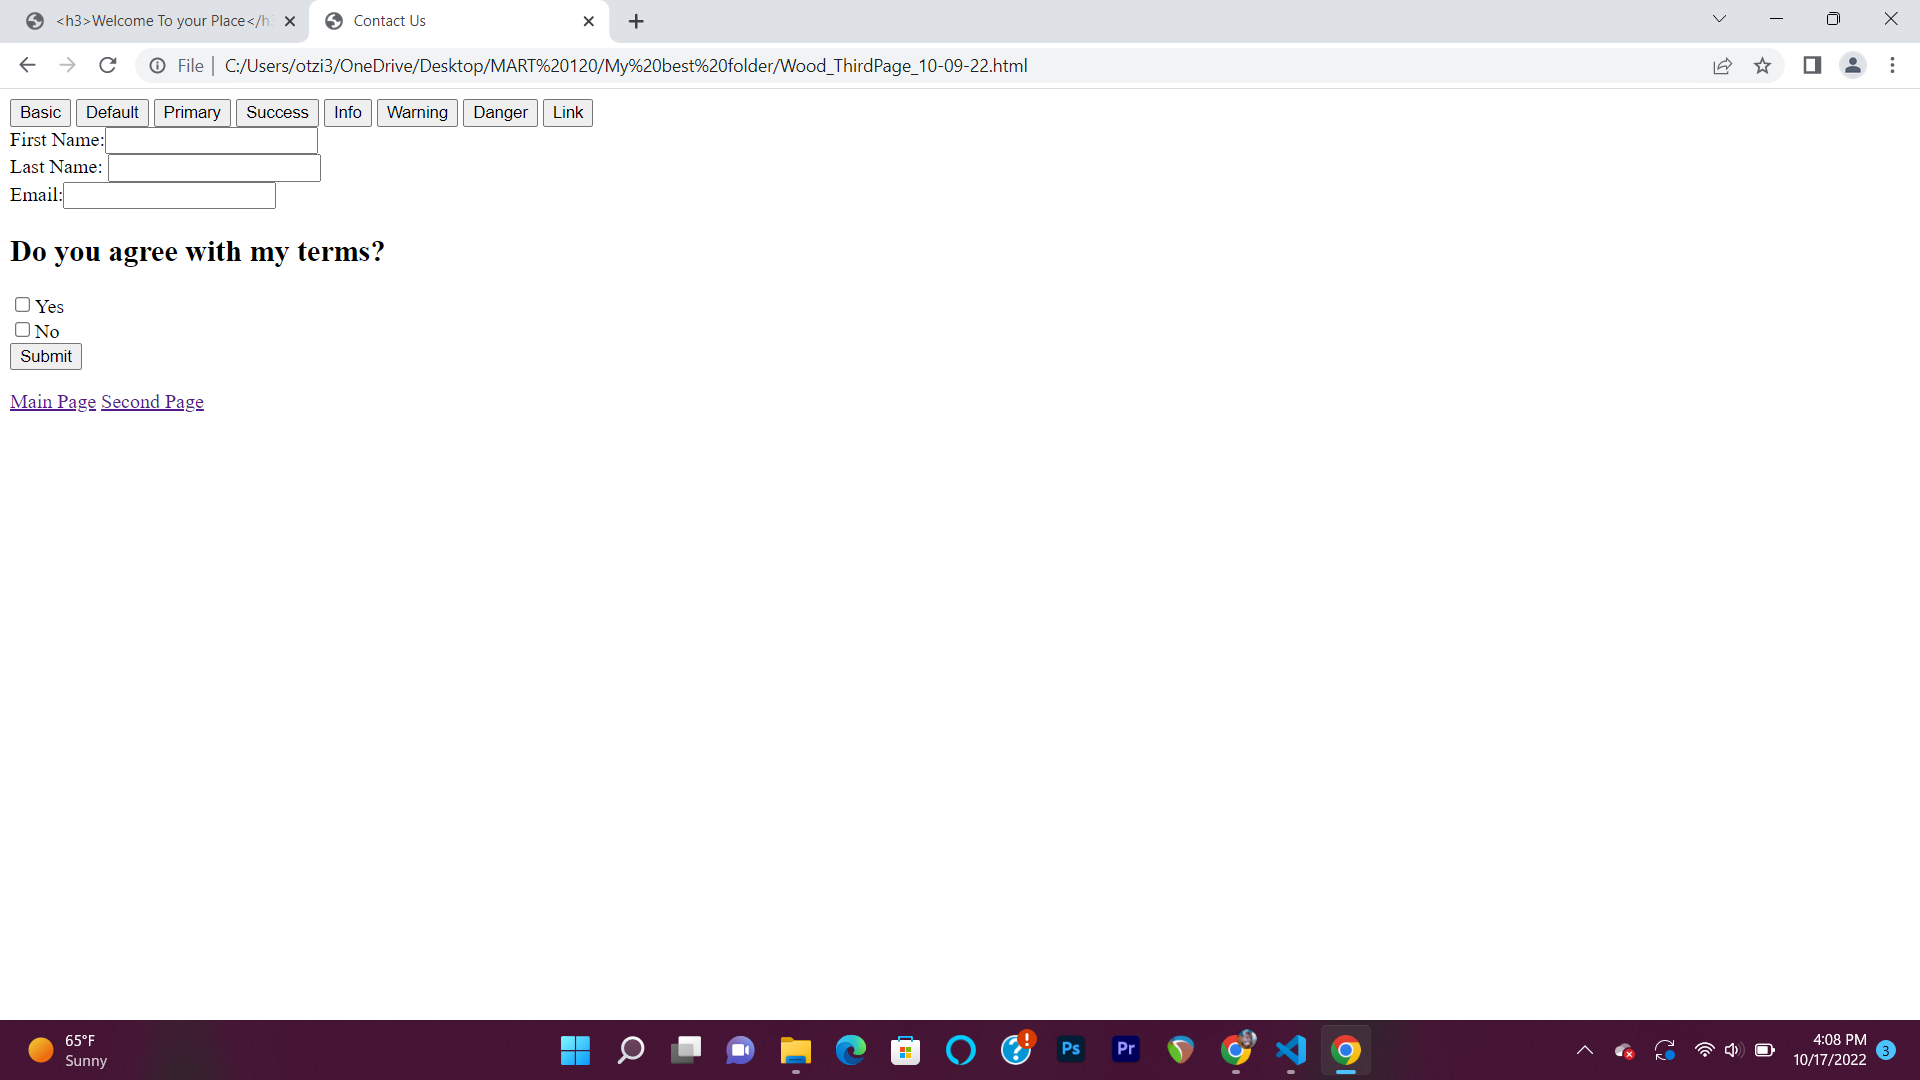 <h3>Welcome To your Place</h3
Contact Us
File | C:/Users/otzi3/OneDrive/Desktop/MART%20120/My%20best%20folder/Wood_ThirdPage_10-09-22.html
Basic Default Primary Success Info Warning Danger Link
First Name:
Last Name:
Email:
Do you agree with my terms?
Yes
No
Submit
Main Page Second Page
65°F
Sunny
Ps
Pr
4:08 PM
10/17/2022
3